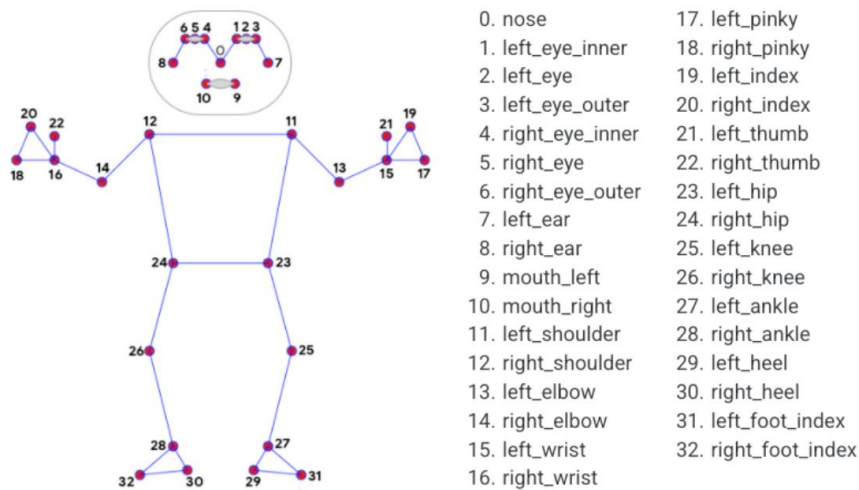 6 5 4 1 2 3
0
8 7
10 9
20 22 12 11 21 19
18 16 14 13 15 17
24 23
26 25
28 27
32 30 29 31
0. nose
1. left_eye_inner
2. left_eye
3. left_eye_outer
4. right_eye_inner
5. right_eye
6. right_eye_outer
7. left_ear
8. right_ear
9. mouth_left
10. mouth_right
11. left_shoulder
12. right_shoulder
13. left_elbow
14. right_elbow
15. left_wrist
16. right_wrist
17. left_pinky
18. right_pinky
19. left_index
20. right_index
21. left_thumb
22. right_thumb
23. left_hip
24. right_hip
25. left_knee
26. right_knee
27. left_ankle
28. right_ankle
29. left_heel
30. right_heel
31. left_foot_index
32. right_foot_index